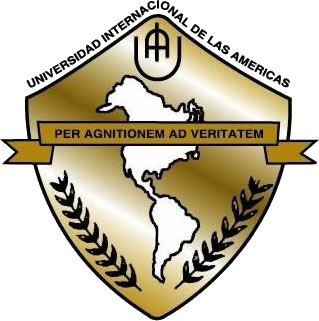 UNIVERSIDAD INTERNACIONAL DE LAS AMERICAS
PER AGNITIONEM AD VERITATEM